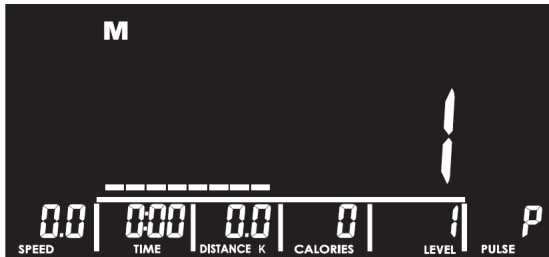 M
1
0.0 0:00 0.0 0 1 P
SPEED TIME DISTANCE K CALORIES LEVEL PULSE